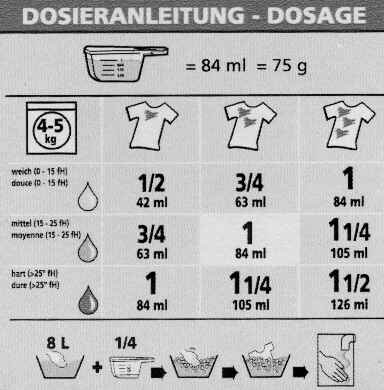 DOSIERANLEITUNG - DOSAGE
= 84 ml = 75 g
4-5 kg
weich (0 - 15 fH)
douce (0 - 15 fH)
1/2 3/4 1
42 ml 63 ml 84 ml
mittel (15 - 25 fH)
moyenne (15 - 25 fH)
3/4 1 1 1/4
63 ml 84 ml 105 ml
hart (>25° fH)
dure (>25° fH)
1 1 1/4 1 1/2
84 ml 105 ml 126 ml
8 L 1/4
+